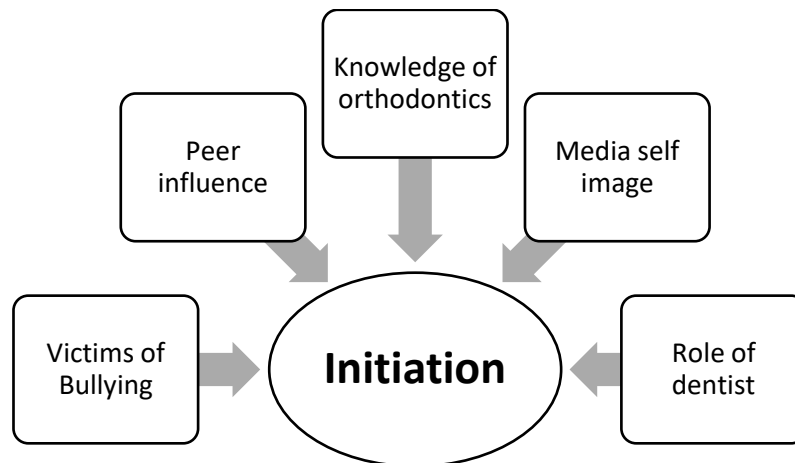 Knowledge of
orthodontics
Peer
influence
Media self
image
Victims of
Bullying
Initiation
Role of
dentist